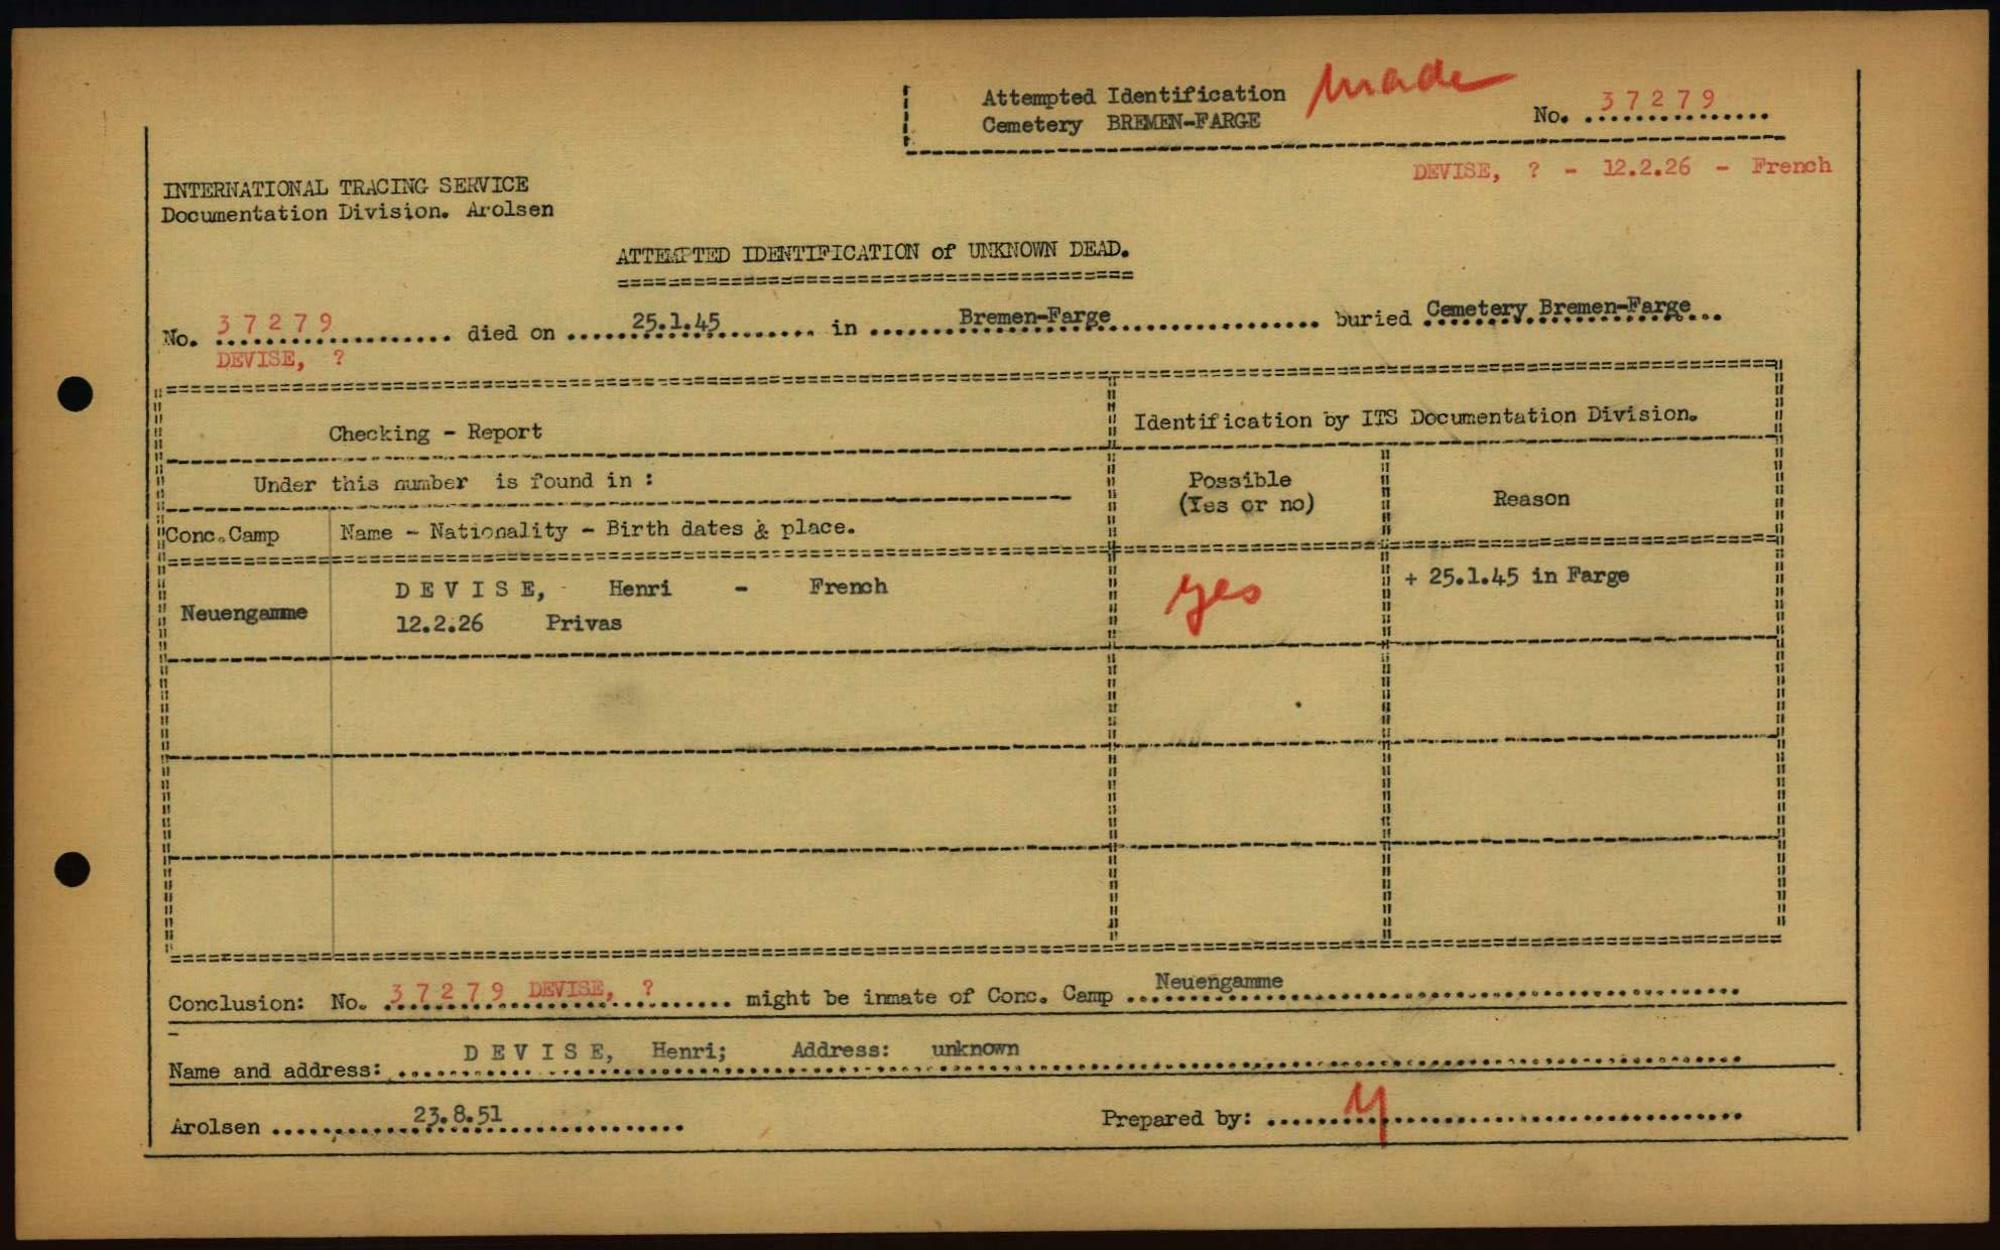 Attempted Identification made
Cemetery BREMEN-FARGE
No. 37279
DEVISE, ? - 12.2.26 - French
INTERNATIONAL TRACING SERVICE
Documentation Division. Arolsen
ATTEMPTED IDENTIFICATION of UNKNOWN DEAD.
No. 37279 died on 25.1.45 in Bremen-Farge buried Cemetery Bremen-Farge
DEVISE, ?
Checking - Report
Identification by ITS Documentation Division.
Under this number is found in :
Possible
(Yes or no)
Reason
Conc.Camp
Name - Nationality - Birth dates & place.
Neuengamme
DEVISE, Henri - French
12.2.26 Privas
yes
+ 25.1.45 in Farge
Conclusion: No. 37279 DEVISE, ? might be inmate of Conc. Camp Neuengamme
Name and address: DEVISE, Henri; Address: unknown
Arolsen 23.8.51
Prepared by: